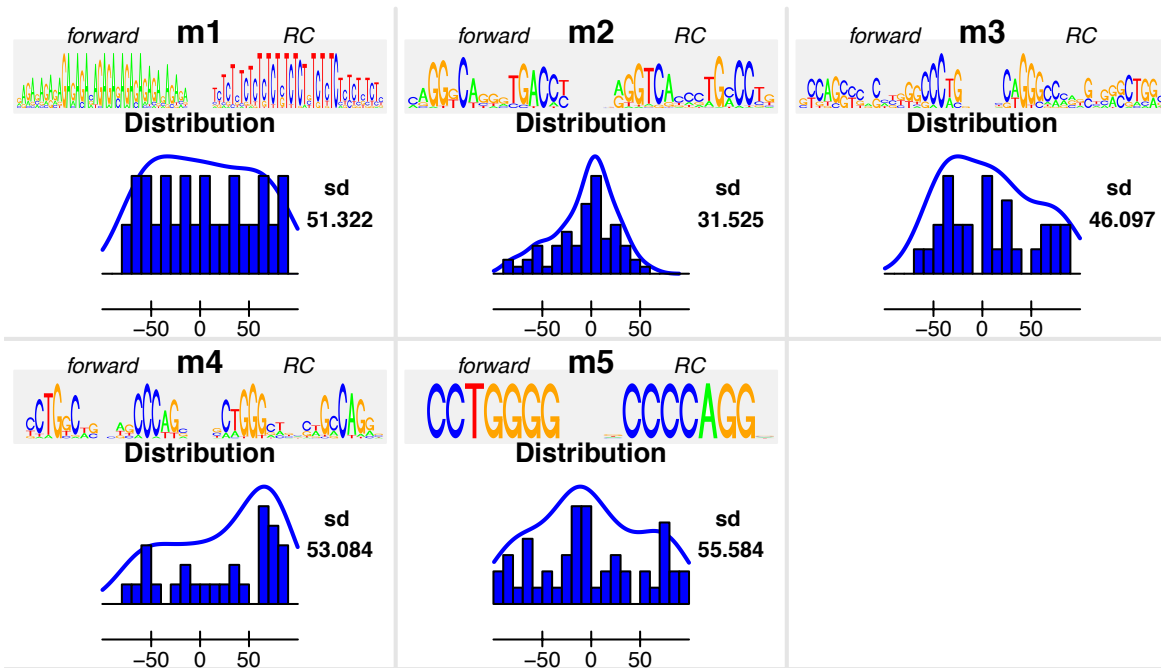 forward m1 RC
Distribution
sd
51.322
−50 0 50
forward m2 RC
Distribution
sd
31.525
−50 0 50
forward m3 RC
Distribution
sd
46.097
−50 0 50
forward m4 RC
Distribution
sd
53.084
−50 0 50
forward m5 RC
CCTGGGG CCCCAGG
Distribution
sd
55.584
−50 0 50